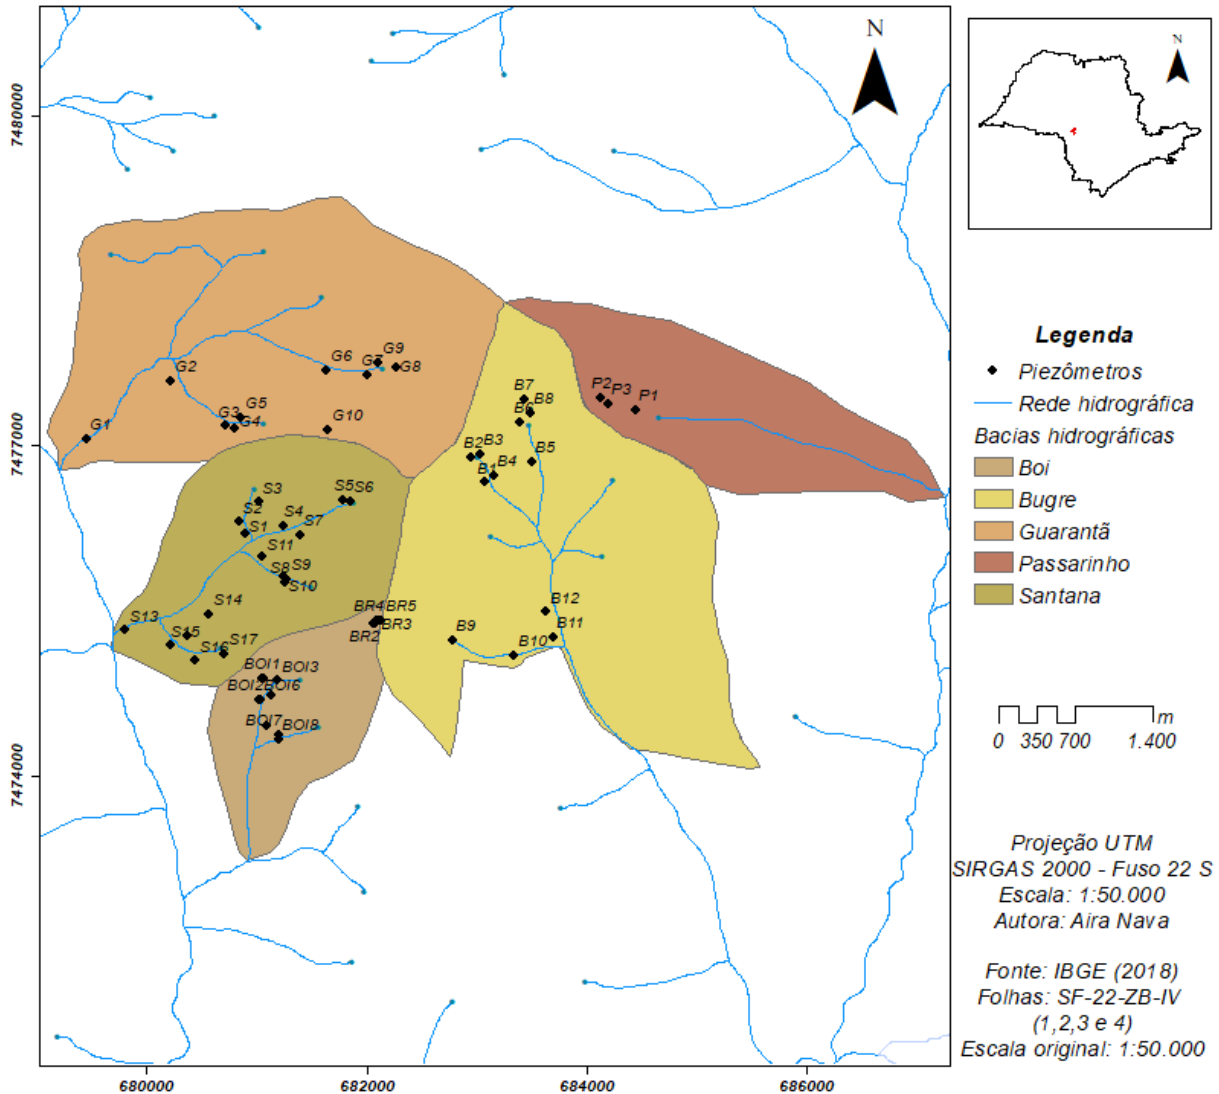 N
N
7480000
7477000
7474000
G9
G6
G7
G8
G2
G5
G3
G4
G10
G1
B7
B8
B6
P2
P3
P1
B2
B3
B5
B4
B1
S3
S5
S6
S2
S4
S1
S7
S11
S8
S9
S10
S14
S13
S15
S17
S16
BR4
BR5
BR2
BR3
B12
B9
B10
B11
BOI1
BOI3
BOI2
BOI6
BOI7
BOI8
680000
682000
684000
686000
Legenda
Piezômetros
Rede hidrográfica
Bacias hidrográficas
Boi
Bugre
Guarantã
Passarinho
Santana
m
0 350 700 1.400
Projeção UTM
SIRGAS 2000 - Fuso 22 S
Escala: 1:50.000
Autora: Aira Nava
Fonte: IBGE (2018)
Folhas: SF-22-ZB-IV
(1,2,3 e 4)
Escala original: 1:50.000